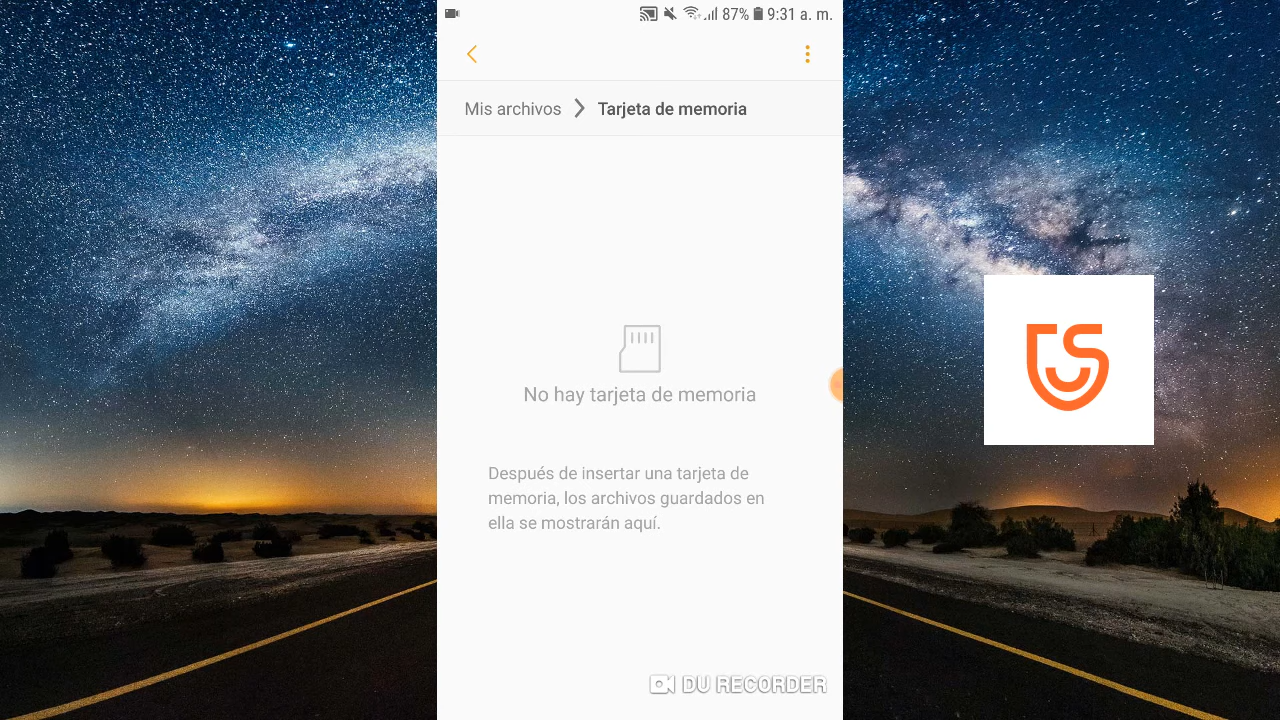 87% 9:31 a. m.
Mis archivos Tarjeta de memoria
No hay tarjeta de memoria
Después de insertar una tarjeta de
memoria, los archivos guardados en
ella se mostrarán aquí.
DU RECORDER